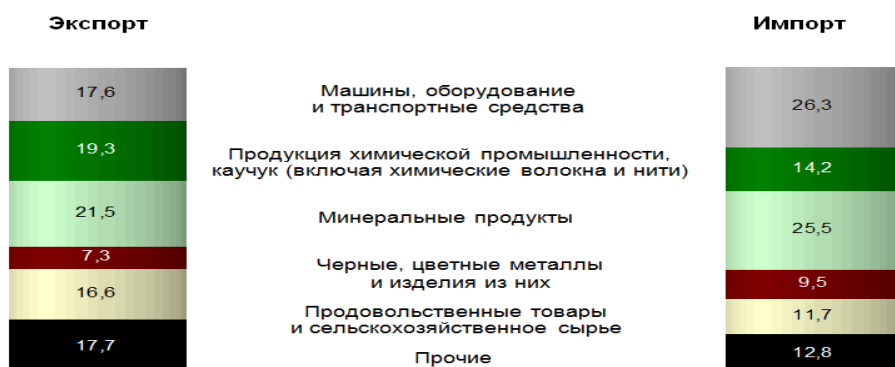 Экспорт
Импорт
17,6
19,3
21,5
7,3
16,6
17,7
Машины, оборудование
и транспортные средства
Продукция химической промышленности,
каучук (включая химические волокна и нити)
Минеральные продукты
Черные, цветные металлы
и изделия из них
Продовольственные товары
и сельскохозяйственное сырье
Прочие
26,3
14,2
25,5
9,5
11,7
12,8